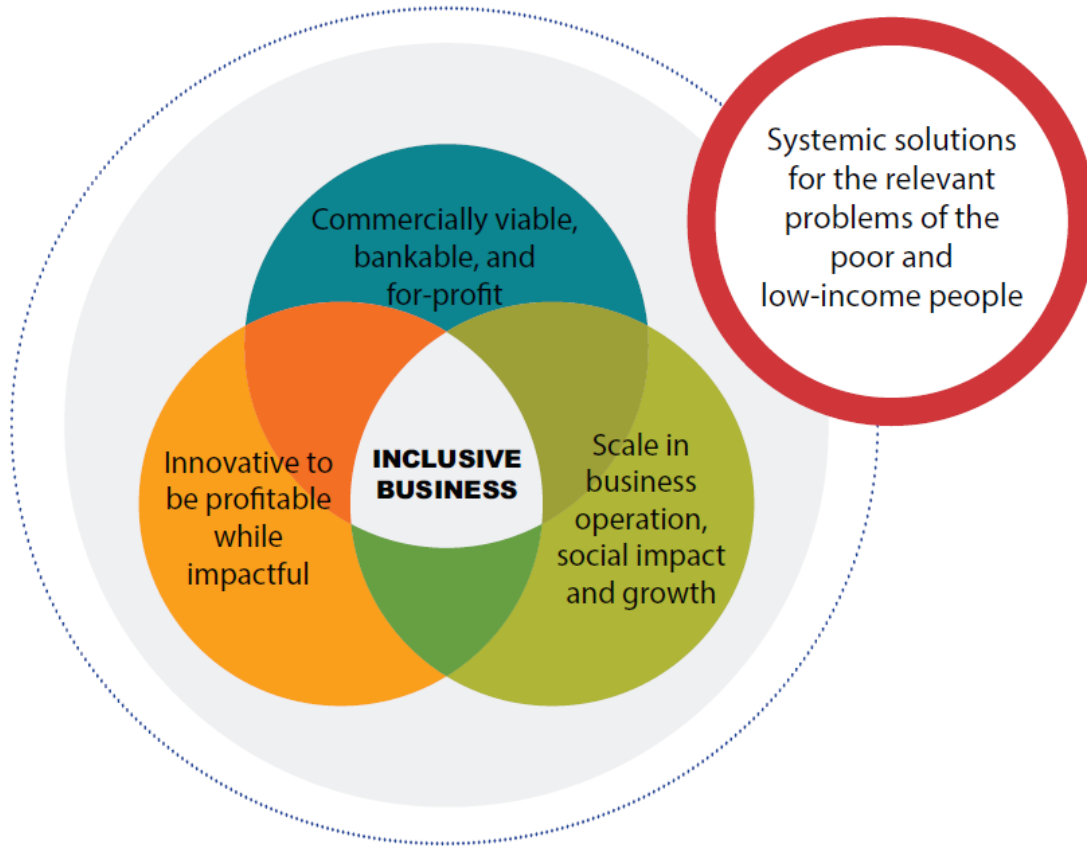 Systemic solutions
for the relevant
problems of the
poor and
low-income people
Commercially viable,
bankable, and
for-profit
Innovative to
be profitable
while
impactful
INCLUSIVE
BUSINESS
Scale in
business
operation,
social impact
and growth